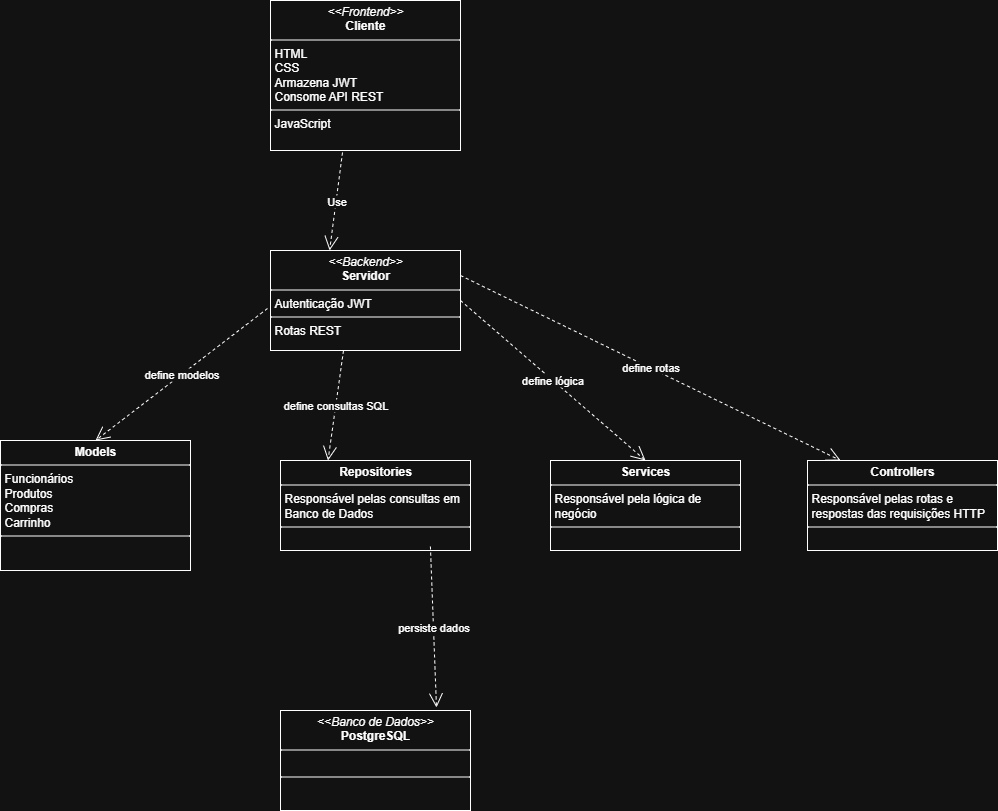 <<Frontend>>
Cliente
HTML
CSS
Armazena JWT
Consome API REST
JavaScript
Use
<<Backend>>
Servidor
Autenticação JWT
Rotas REST
define modelos
define consultas SQL
define lógica
define rotas
Models
Funcionários
Produtos
Compras
Carrinho
Repositories
Responsável pelas consultas em
Banco de Dados
Services
Responsável pela lógica de
negócio
Controllers
Responsável pelas rotas e
respostas das requisições HTTP
persiste dados
<<Banco de Dados>>
PostgreSQL